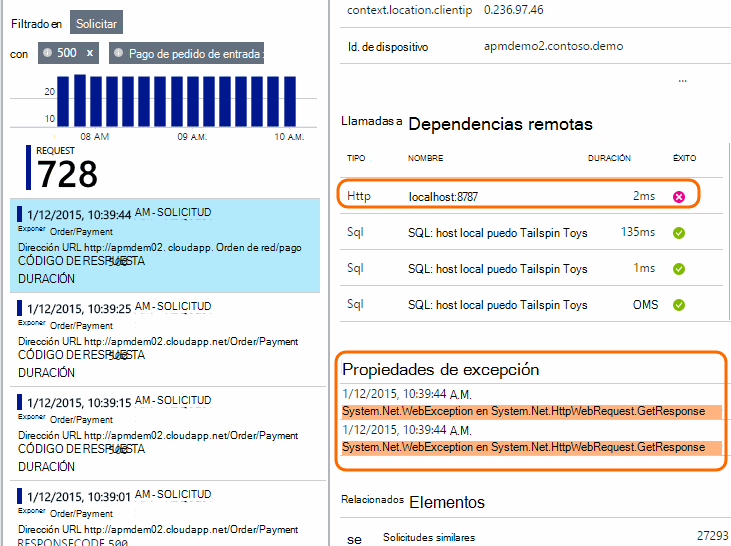 Filtrado en Solicitar
con 500 x Pago de pedido de entrada :
20
10
08 AM 09 A.M. 10 A.M.
REQUEST
728
1/12/2015, 10:39:44 AM - SOLICITUD
Exponer Order/Payment
Dirección URL http://apmdem02. cloudapp. Orden de red/pago
CÓDIGO DE RESPUESTA 500
DURACIÓN
1/12/2015, 10:39:25 AM - SOLICITUD
Exponer Order/Payment
Dirección URL http://apmdem02.cloudapp.net/Order/Payment
CÓDIGO DE RESPUESTA 500
DURACIÓN
1/12/2015, 10:39:15 AM - SOLICITUD
Exponer Order/Payment
Dirección URL http://apmdem02.cloudapp.net/Order/Payment
CÓDIGO DE RESPUESTA 500
DURACIÓN
1/12/2015, 10:39:01 AM - SOLICITUD
Exponer Order/Payment
Dirección URL http://apmdem02.cloudapp.net/Order/Payment
RESPONSECODE 500
context.location.clientip 0.236.97.46
Id. de dispositivo apmdemo2.contoso.demo
...
Llamadas a Dependencias remotas
TIPO NOMBRE DURACIÓN ÉXITO
Http localhost:8787 2ms
Sql SQL: host local puedo Tailspin Toys 135ms
Sql SQL: host local puedo Tailspin Toys 1ms
Sql SQL: host local puedo Tailspin Toys OMS
Propiedades de excepción
1/12/2015, 10:39:44 A.M.
System.Net.WebException en System.Net.HttpWebRequest.GetResponse
1/12/2015, 10:39:44 A.M.
System.Net.WebException en System.Net.HttpWebRequest.GetResponse
Relacionados Elementos
se Solicitudes similares 27293